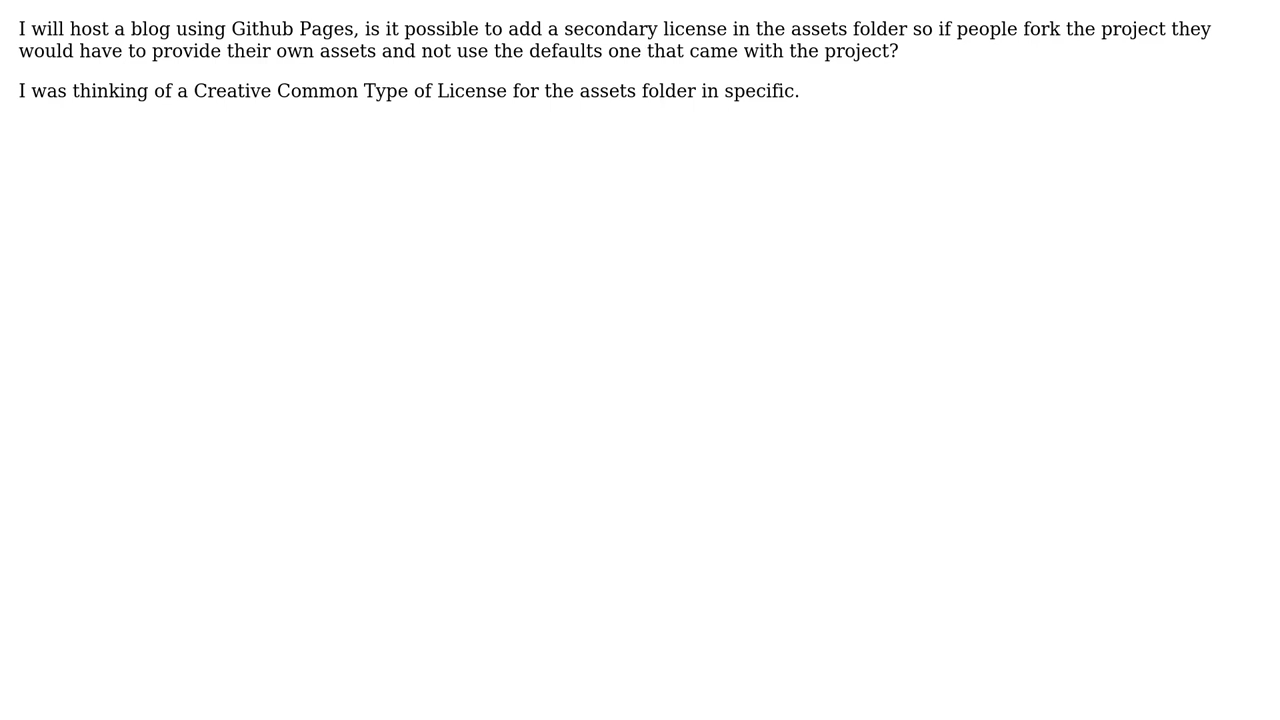 I will host a blog using Github Pages, is it possible to add a secondary license in the assets folder so if people fork the project they
would have to provide their own assets and not use the defaults one that came with the project?
I was thinking of a Creative Common Type of License for the assets folder in specific.